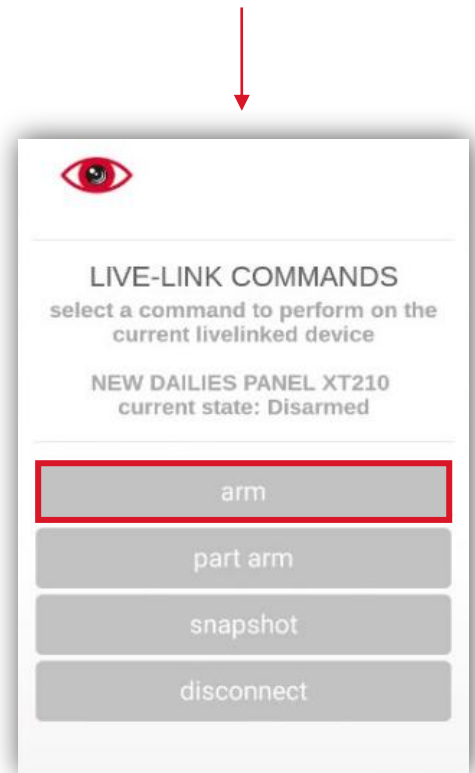 LIVE-LINK COMMANDS
select a command to perform on the
current livelinked device
NEW DAILIES PANEL XT210
current state: Disarmed
arm
part arm
snapshot
disconnect